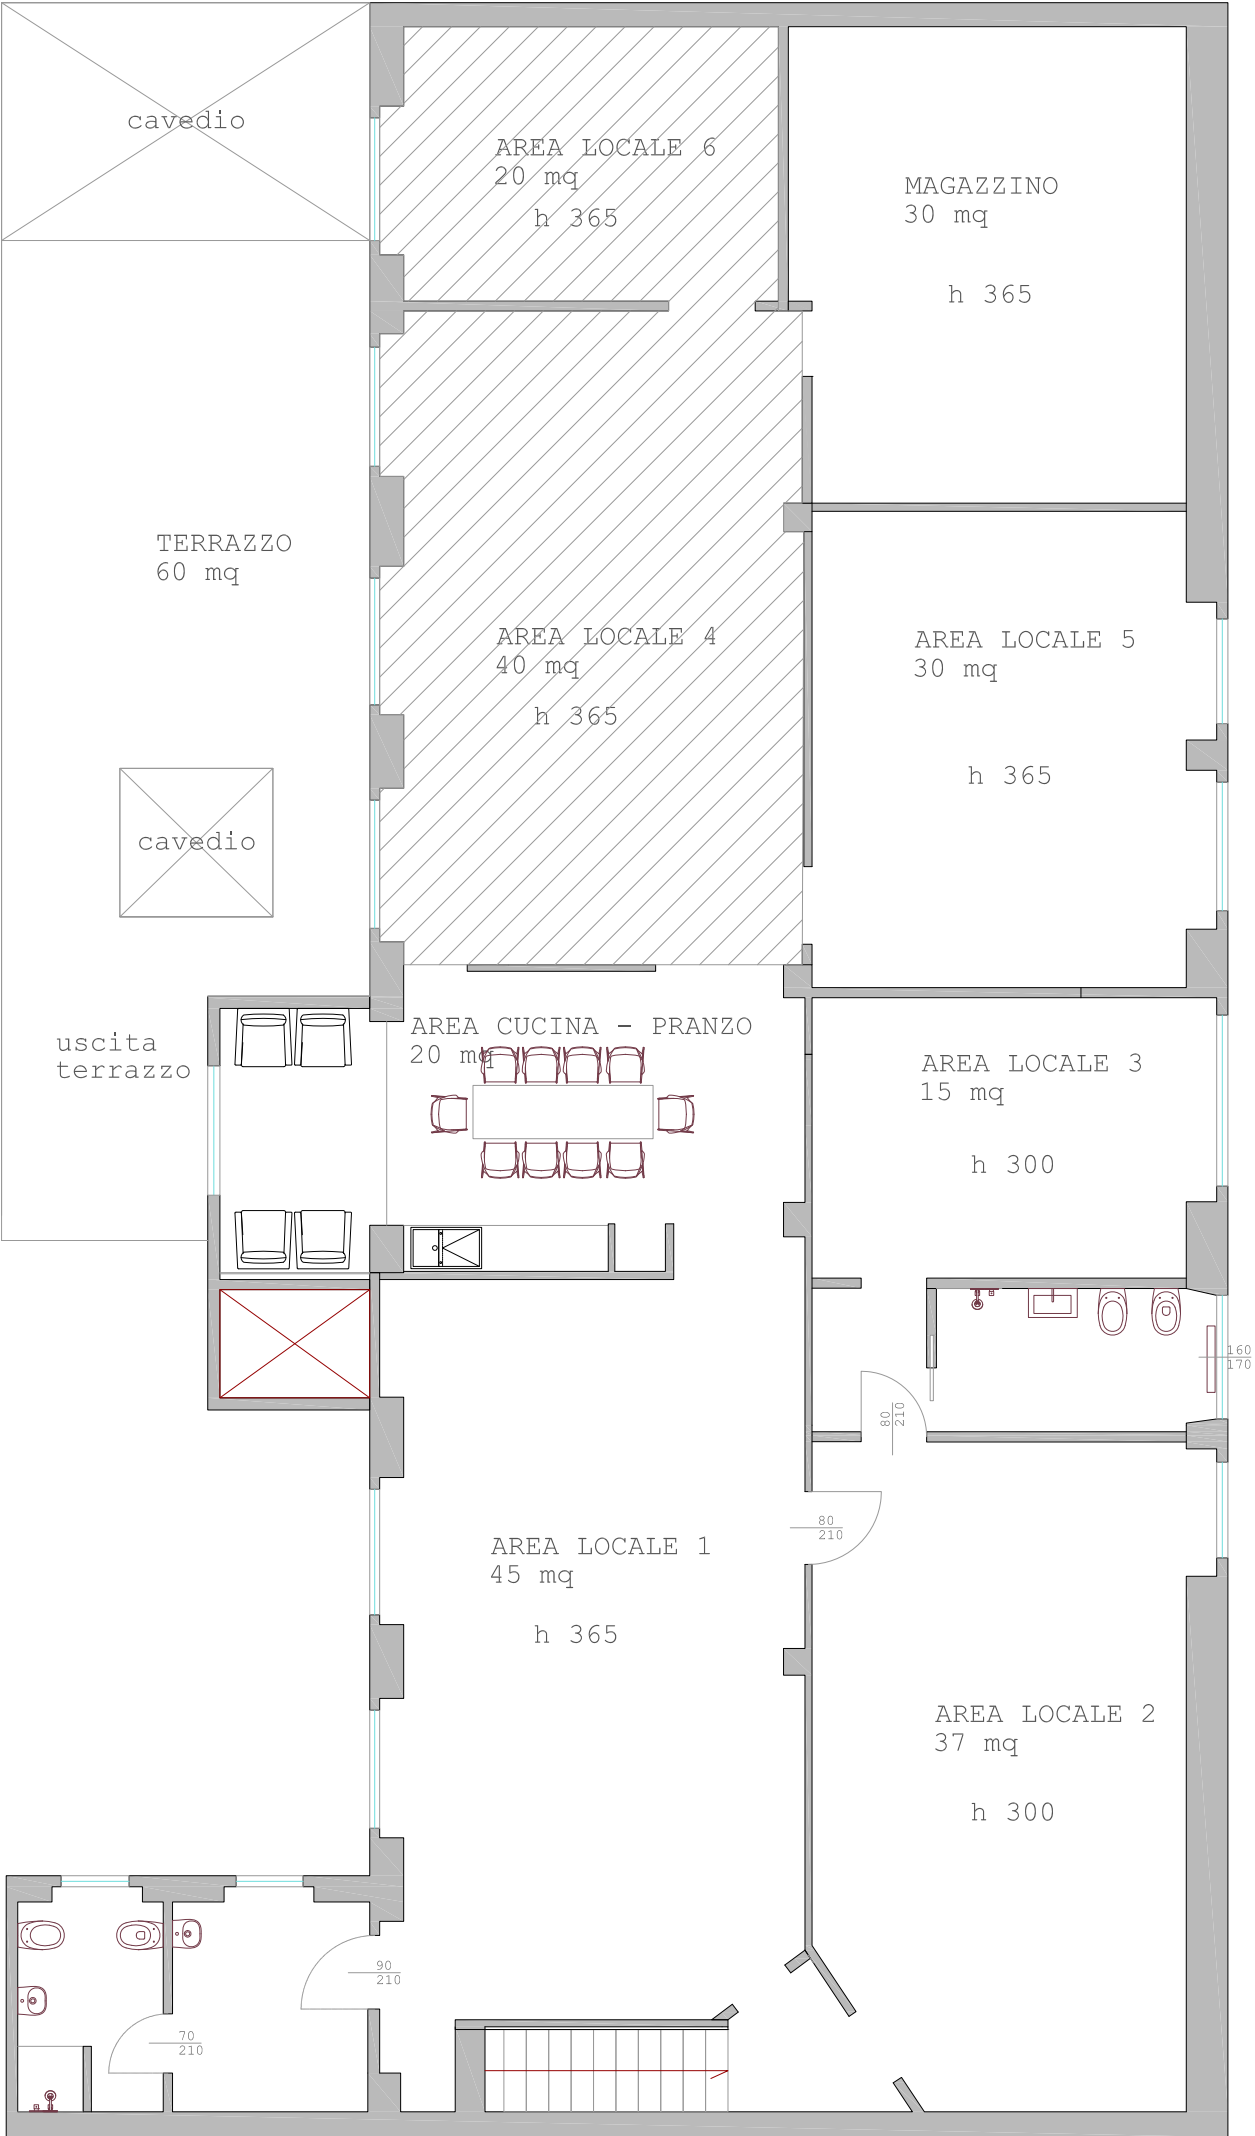 cavedio
AREA LOCALE 6
20 mq
h 365
MAGAZZINO
30 mq
h 365
TERRAZZO
60 mq
AREA LOCALE 4
40 mq
h 365
AREA LOCALE 5
30 mq
h 365
cavedio
AREA CUCINA - PRANZO
20 mq
uscita
terrazzo
AREA LOCALE 3
15 mq
h 300
160
170
80
210
80
210
AREA LOCALE 1
45 mq
h 365
AREA LOCALE 2
37 mq
h 300
90
210
70
210